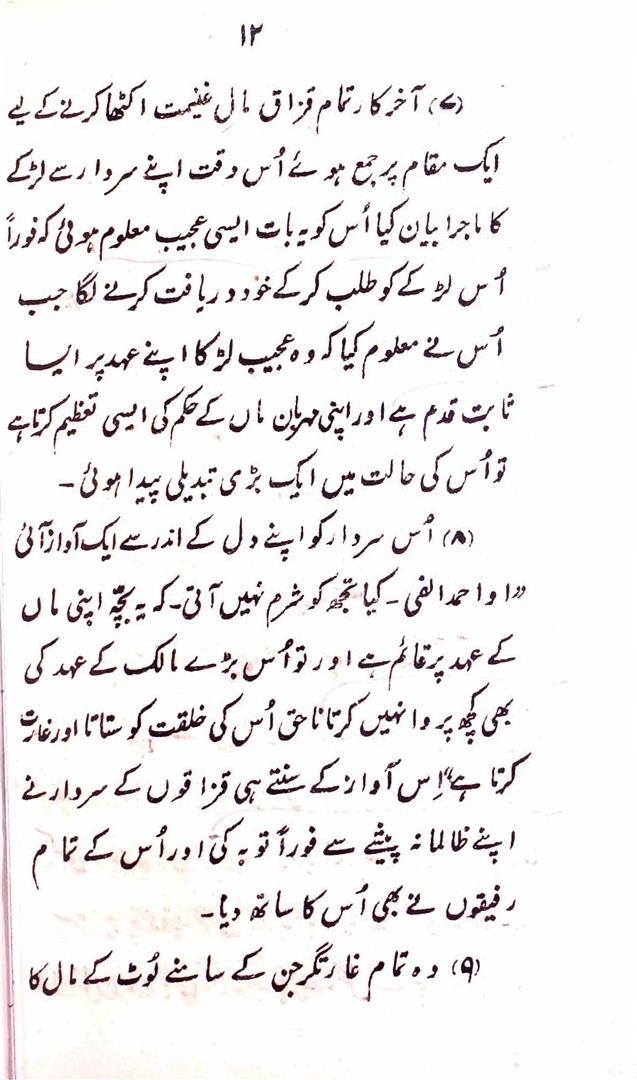 ۱۲
(۷) آخر کار تمام قزاق مالِ غنیمت اکٹھا کرنے کے لیے
ایک مقام پر جمع ہوئے اُس وقت اپنے سردار سے لڑکے
کا ماجرا بیان کیا اُس کو یہ بات ایسی عجیب معلوم ہوئی کہ فوراً
اُس لڑکے کو طلب کر کے خود دریافت کرنے لگا جب
اُس نے معلوم کیا کہ وہ عجیب لڑکا اپنے عہد پر ایسا
ثابت قدم ہے اور اپنی مہربان ماں کے حکم کی ایسی تعظیم کرتا ہے
تو اُس کی حالت میں ایک بڑی تبدیلی پیدا ہوئی ۔
(۸) اُس سردار کو اپنے دل کے اندر سے ایک آواز آئی
"او احمد الفی ۔ کیا تجھ کو شرم نہیں آتی ۔ کہ یہ بچّہ اپنی ماں
کے عہد پر قائم ہے اور تو اُس بڑے مالک کے عہد کی
بھی کچھ پروا نہیں کرتا ناحق اُس کی خلقت کو ستاتا اور غارت
کرتا ہے" اِس آواز کے سنتے ہی قزاقوں کے سردار نے
اپنے ظالمانہ پیشے سے فوراً توبہ کی اور اُس کے تمام
رفیقوں نے بھی اُس کا ساتھ دیا۔
(۹) وہ تمام غارتگر جن کے سامنے لُوٹ کے مال کا